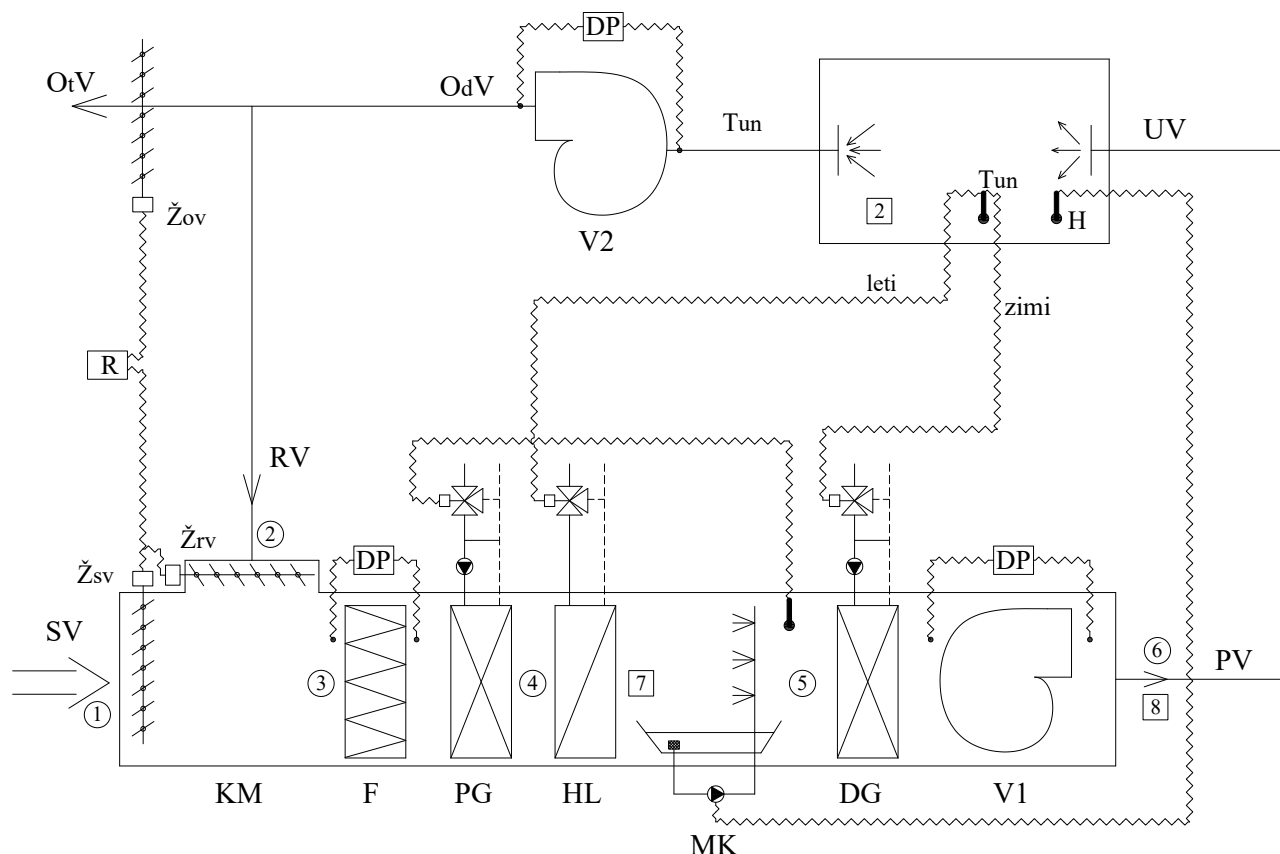 DP
OtV
OdV
Tun
UV
Tun
Žov
V2
2
H
leti
zimi
R
RV
Žrv
2
DP
DP
Žsv
SV
1
3
4
7
5
6
PV
8
KM
F
PG
HL
DG
V1
MK